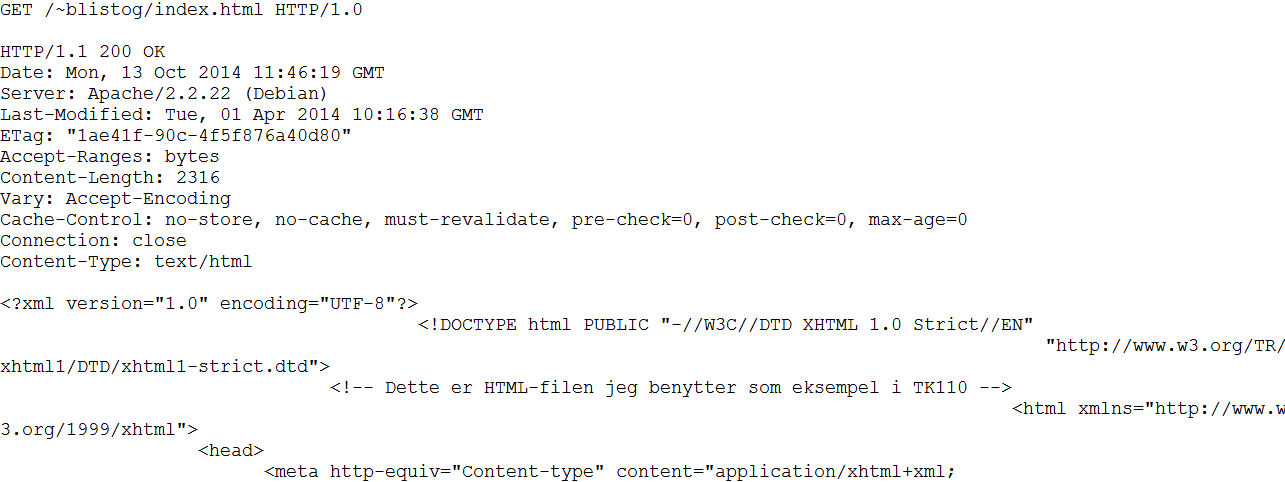 GET /~blistog/index.html HTTP/1.0
HTTP/1.1 200 OK
Date: Mon, 13 Oct 2014 11:46:19 GMT
Server: Apache/2.2.22 (Debian)
Last-Modified: Tue, 01 Apr 2014 10:16:38 GMT
ETag: "1ae41f-90c-4f5f876a40d80"
Accept-Ranges: bytes
Content-Length: 2316
Vary: Accept-Encoding
Cache-Control: no-store, no-cache, must-revalidate, pre-check=0, post-check=0, max-age=0
Connection: close
Content-Type: text/html
<?xml version="1.0" encoding="UTF-8"?>
<!DOCTYPE html PUBLIC "-//W3C//DTD XHTML 1.0 Strict//EN"
"http://www.w3.org/TR/
xhtml1/DTD/xhtml1-strict.dtd">
<!-- Dette er HTML-filen jeg benytter som eksempel i TK110 -->
<html xmlns="http://www.w
3.org/1999/xhtml">
<head>
<meta http-equiv="Content-type" content="application/xhtml+xml;